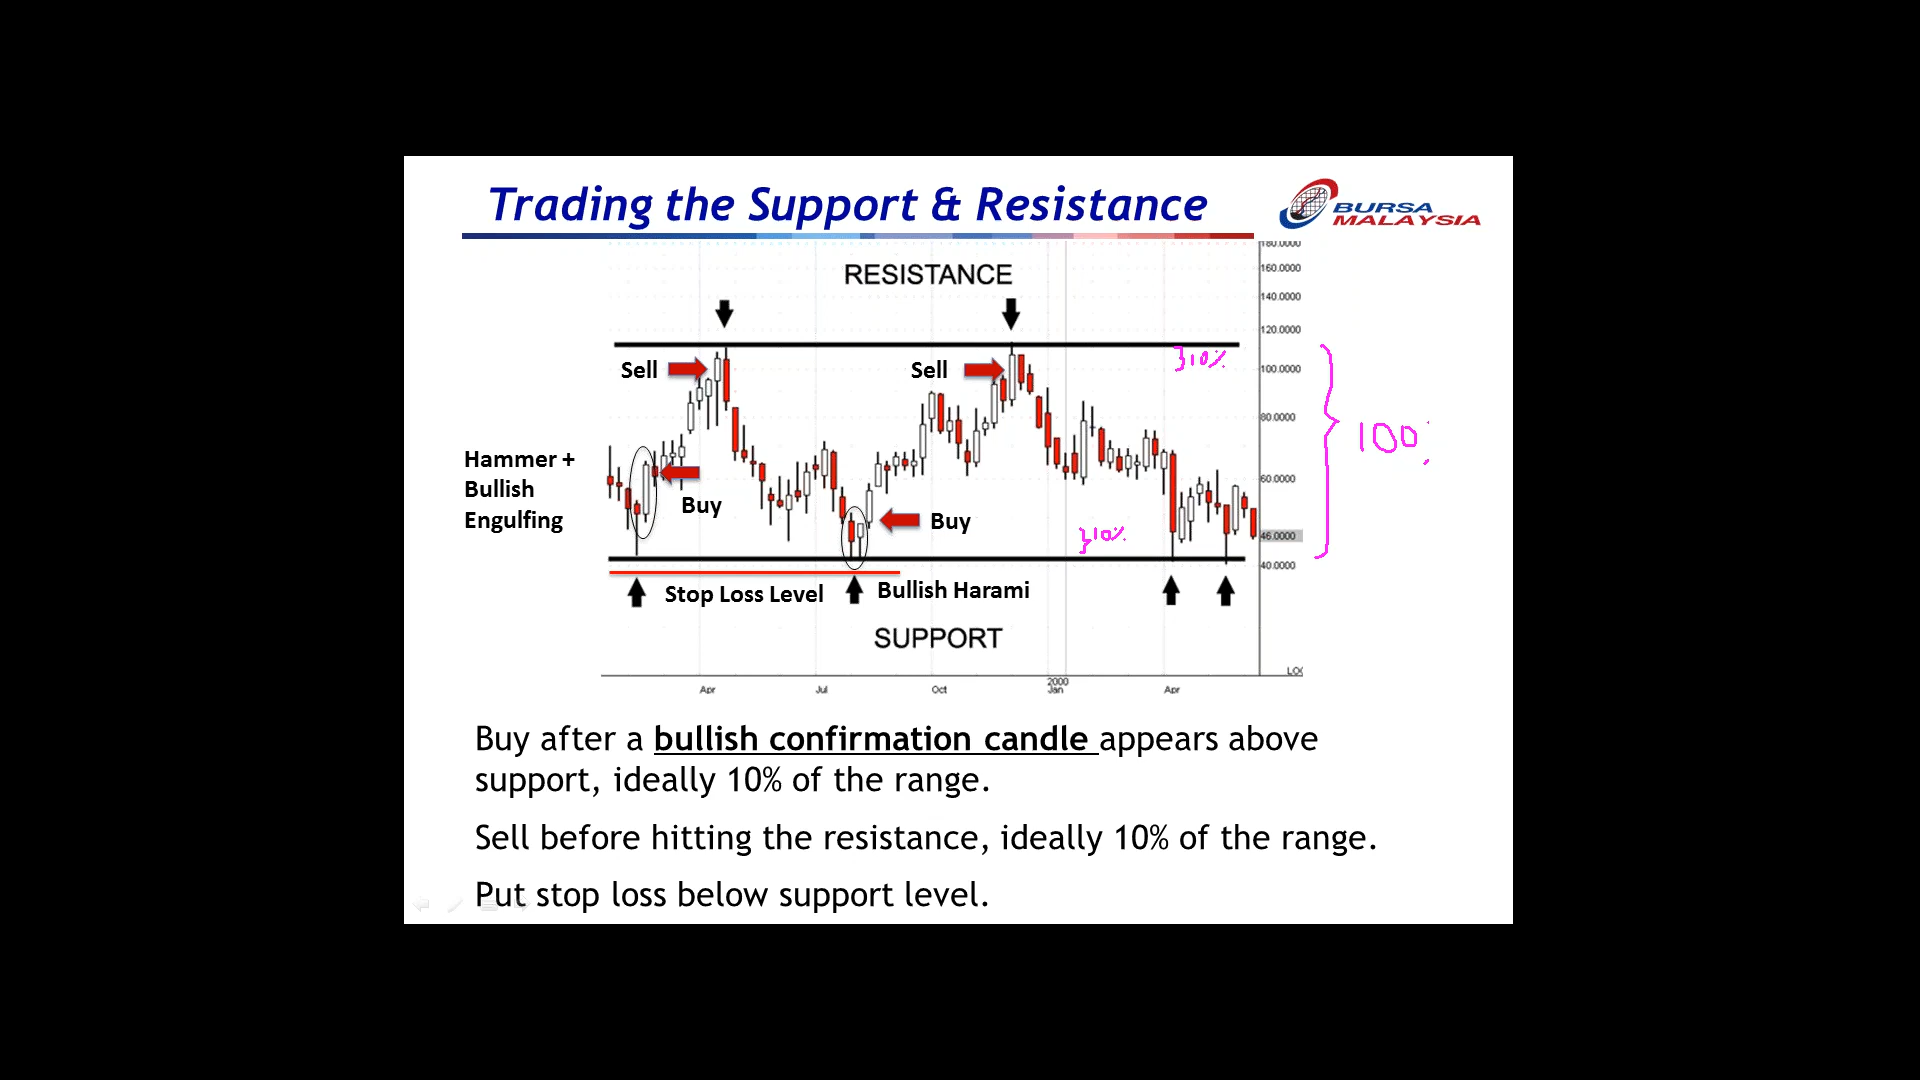 Trading the Support & Resistance
BURSA
MALAYSIA
180.0000
RESISTANCE
160.0000
140.0000
120.0000
}10%
Sell
Sell
100.0000
80.0000
100%
Hammer +
Bullish
Engulfing
60.0000
Buy
Buy
}10%
46.0000
40.0000
Stop Loss Level
Bullish Harami
SUPPORT
Apr
Jul
Oct
2000
Jan
Apr
Buy after a bullish confirmation candle appears above
support, ideally 10% of the range.
Sell before hitting the resistance, ideally 10% of the range.
Put stop loss below support level.